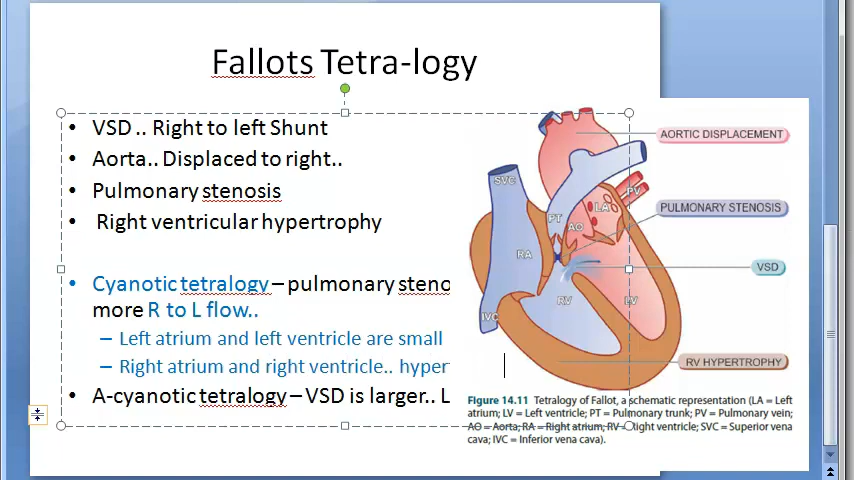 Fallots Tetra-logy
• VSD .. Right to left Shunt
• Aorta.. Displaced to right..
• Pulmonary stenosis
• Right ventricular hypertrophy
• Cyanotic tetralogy – pulmonary steno
more R to L flow..
– Left atrium and left ventricle are small
– Right atrium and right ventricle.. hyper
• A-cyanotic tetralogy – VSD is larger.. L
AORTIC DISPLACEMENT
SVC
PV
LA
PULMONARY STENOSIS
PT
AO
RA
VSD
RV
LV
IVC
RV HYPERTROPHY
Figure 14.11 Tetralogy of Fallot, a schematic representation (LA = Left
atrium; LV = Left ventricle; PT = Pulmonary trunk; PV = Pulmonary vein;
AO = Aorta; RA = Right atrium; RV = Right ventricle; SVC = Superior vena
cava; IVC = Inferior vena cava).